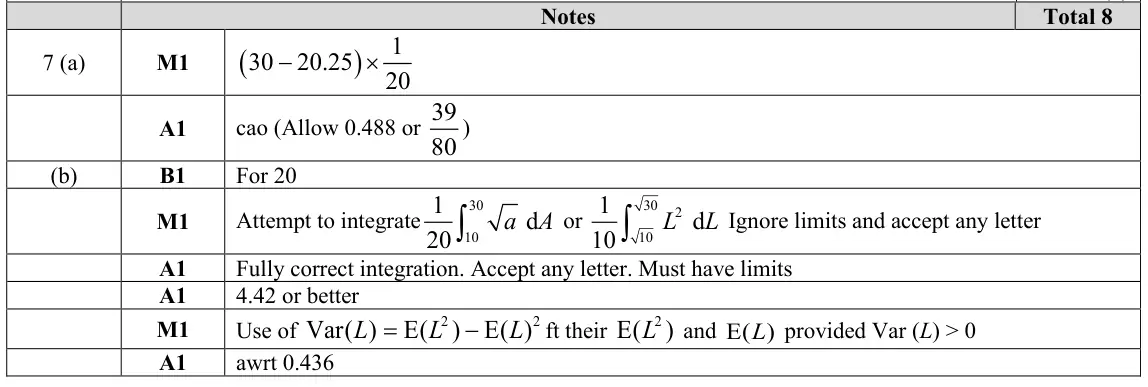 Notes Total 8
7 (a) M1 (30 − 20.25) × 1/20
A1 cao (Allow 0.488 or 39/80)
(b) B1 For 20
M1 Attempt to integrate 1/20 ∫₁₀³⁰ √a dA or 1/10 ∫_√10^√30 L² dL Ignore limits and accept any letter
A1 Fully correct integration. Accept any letter. Must have limits
A1 4.42 or better
M1 Use of Var(L) = E(L²) − E(L)² ft their E(L²) and E(L) provided Var (L) > 0
A1 awrt 0.436